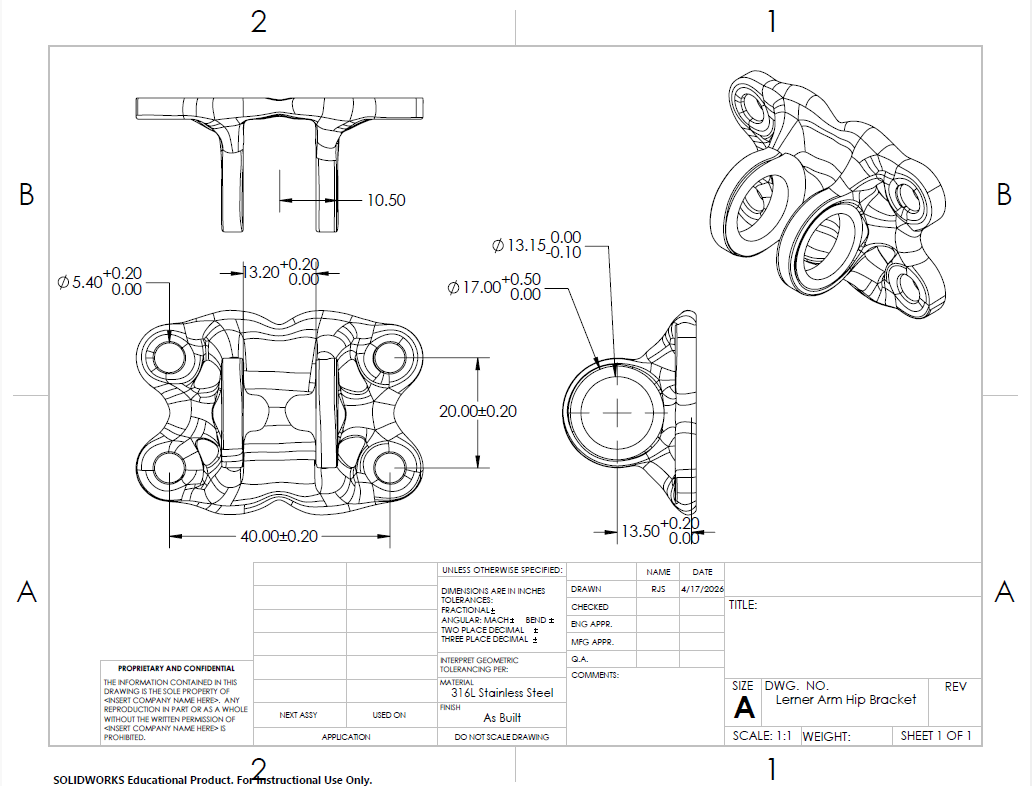 2 1
B B
10.50
⌀13.15 0.00
-0.10
⌀5.40 +0.20
0.00
13.20 +0.20
0.00
⌀17.00 +0.50
0.00
20.00±0.20
40.00±0.20
13.50 +0.20
0.00
A A
UNLESS OTHERWISE SPECIFIED:
DIMENSIONS ARE IN INCHES
TOLERANCES:
FRACTIONAL±
ANGULAR: MACH± BEND ±
TWO PLACE DECIMAL ±
THREE PLACE DECIMAL ±
INTERPRET GEOMETRIC
TOLERANCING PER:
MATERIAL
316L Stainless Steel
FINISH
As Built
DO NOT SCALE DRAWING
NAME DATE
DRAWN RJS 4/17/2026
CHECKED
ENG APPR.
MFG APPR.
Q.A.
COMMENTS:
TITLE:
SIZE DWG. NO. REV
A Lerner Arm Hip Bracket
SCALE: 1:1 WEIGHT: SHEET 1 OF 1
PROPRIETARY AND CONFIDENTIAL
THE INFORMATION CONTAINED IN THIS
DRAWING IS THE SOLE PROPERTY OF
<INSERT COMPANY NAME HERE>. ANY
REPRODUCTION IN PART OR AS A WHOLE
WITHOUT THE WRITTEN PERMISSION OF
<INSERT COMPANY NAME HERE> IS
PROHIBITED.
NEXT ASSY USED ON
APPLICATION
2 1
SOLIDWORKS Educational Product. For Instructional Use Only.